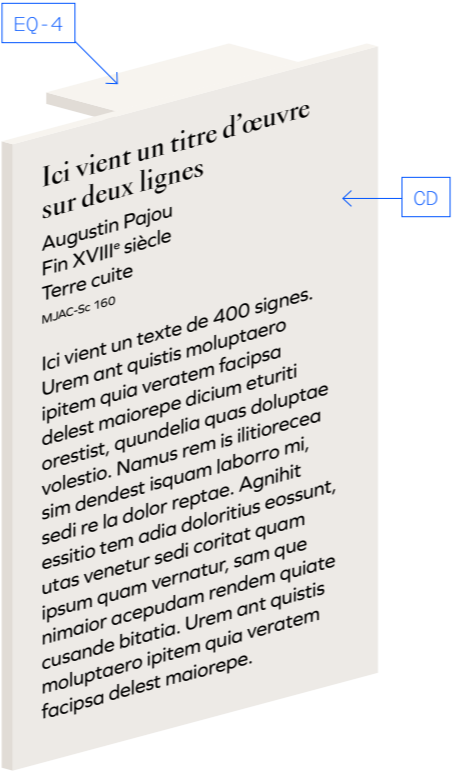 EQ-4
CD
Ici vient un titre d'œuvre
sur deux lignes
Augustin Pajou
Fin XVIIIᵉ siècle
Terre cuite
MJAC-Sc 160
Ici vient un texte de 400 signes.
Urem ant quistis moluptaero
ipitem quia veratem facipsa
delest maiorepe dicium eturiti
orestist, quundelia quas doluptae
volestio. Namus rem is ilitiorecea
sim dendest isquam laborro mi,
sedi re la dolor reptae. Agnihit
essitio tem adia doloritius eossunt,
utas venetur sedi coritat quam
ipsum quam vernatur, sam que
nimaior acepudam rendem quiate
cusande bitatia. Urem ant quistis
moluptaero ipitem quia veratem
facipsa delest maiorepe.